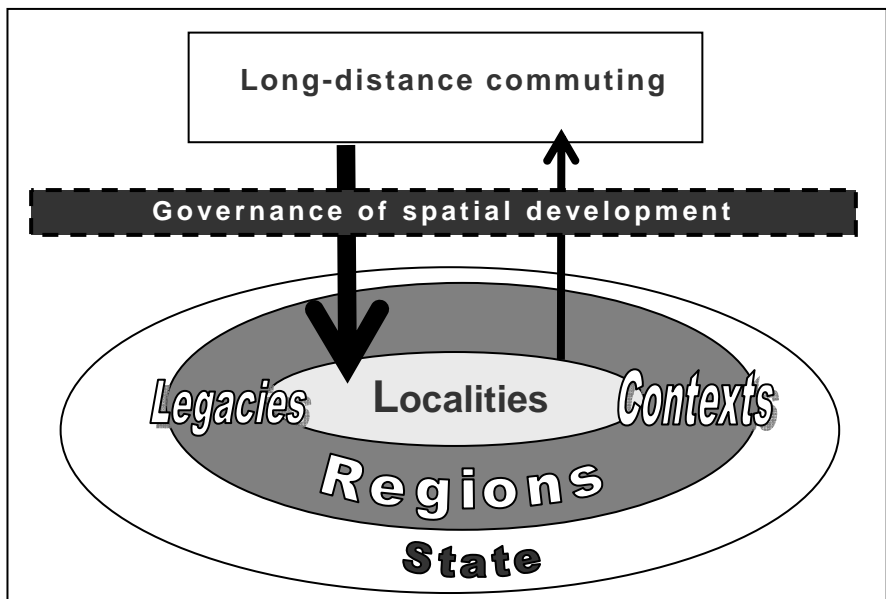 Long-distance commuting
Governance of spatial development
Legacies
Localities
Contexts
Regions
State